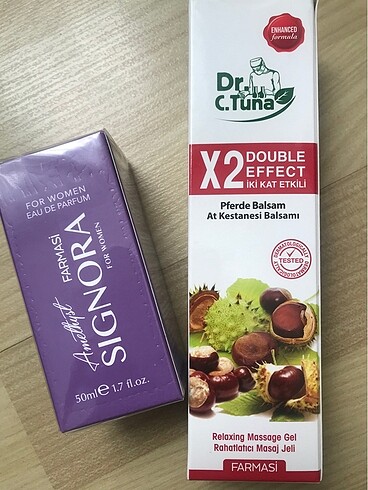 FOR WOMEN
EAU DE PARFUM
FARMASİ
Amethyst
SIGNORA
FOR WOMEN
50ml e 1.7 fl.oz.
ENHANCED
formula
Dr.
C.Tuna
X2 DOUBLE
EFFECT
İKİ KAT ETKİLİ
Pferde Balsam
At Kestanesi Balsamı
DERMATOLOGICALLY
TESTED
DERMATOLOGICALLY
Relaxing Massage Gel
Rahatlatıcı Masaj Jeli
FARMASİ